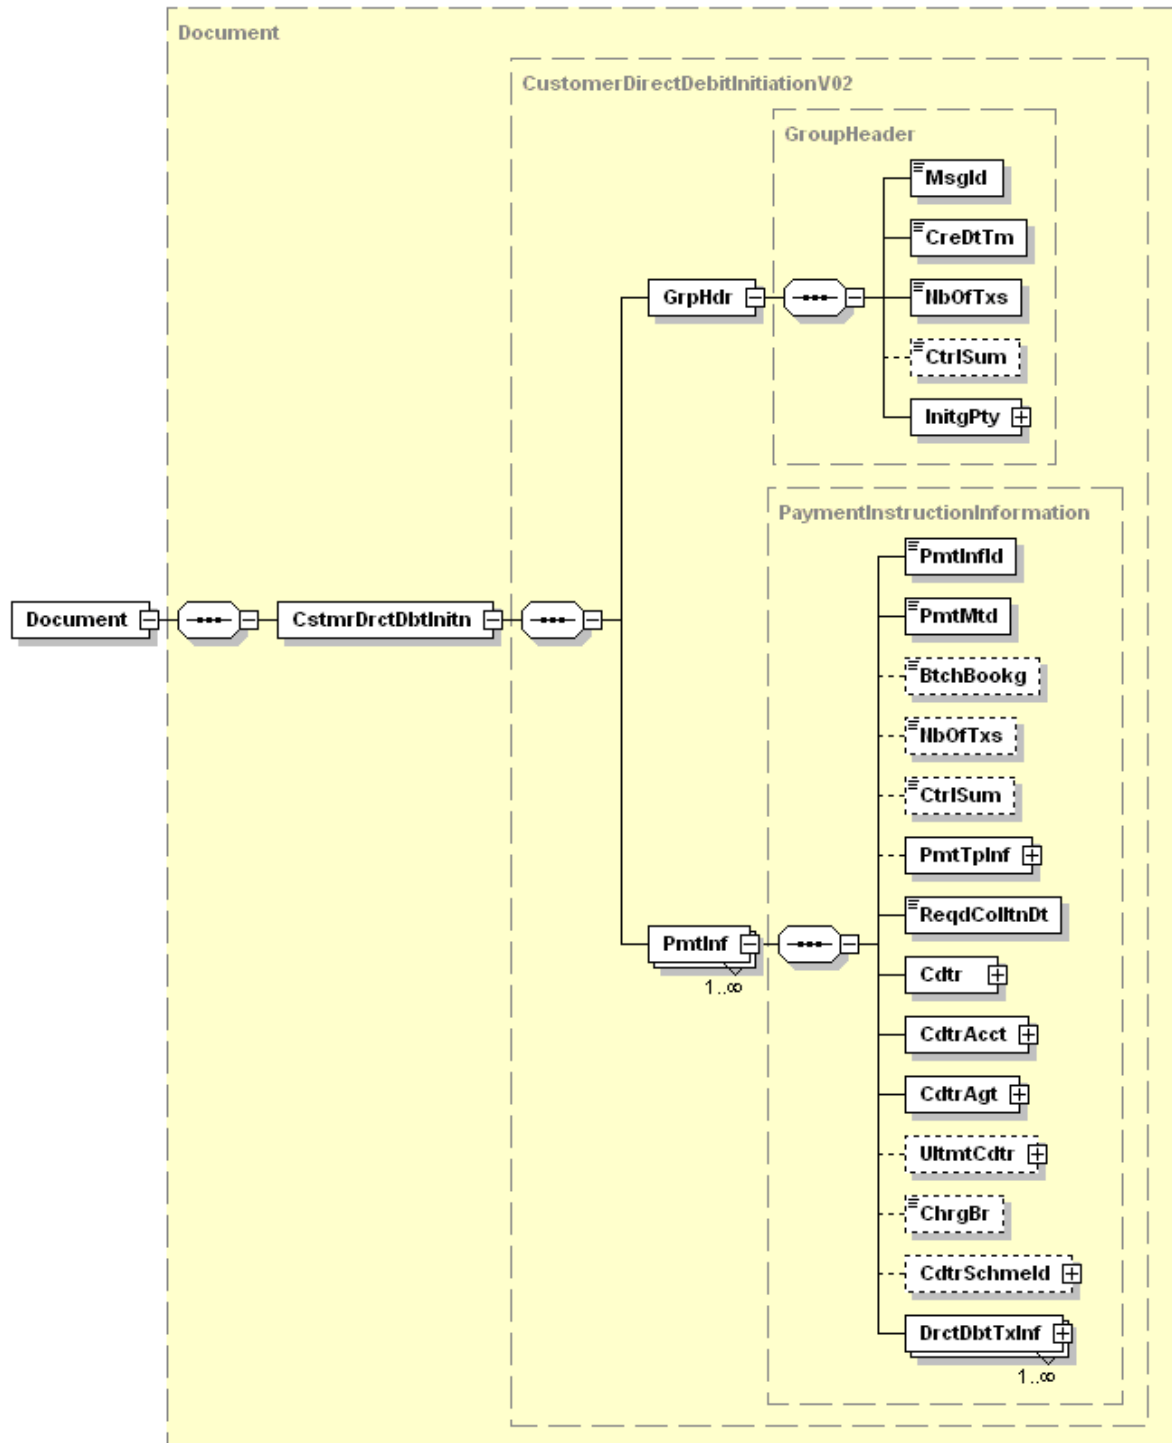 Document
CustomerDirectDebitInitiationV02
GroupHeader
MsgId
CreDtTm
GrpHdr
NbOfTxs
CtrlSum
InitgPty
PaymentInstructionInformation
PmtInfId
Document
CstmrDrctDbtInitn
PmtMtd
BtchBookg
NbOfTxs
CtrlSum
PmtTpInf
ReqdColltnDt
PmtInf
1..∞
Cdtr
CdtrAcct
CdtrAgt
UltmtCdtr
ChrgBr
CdtrSchmeId
DrctDbtTxInf
1..∞